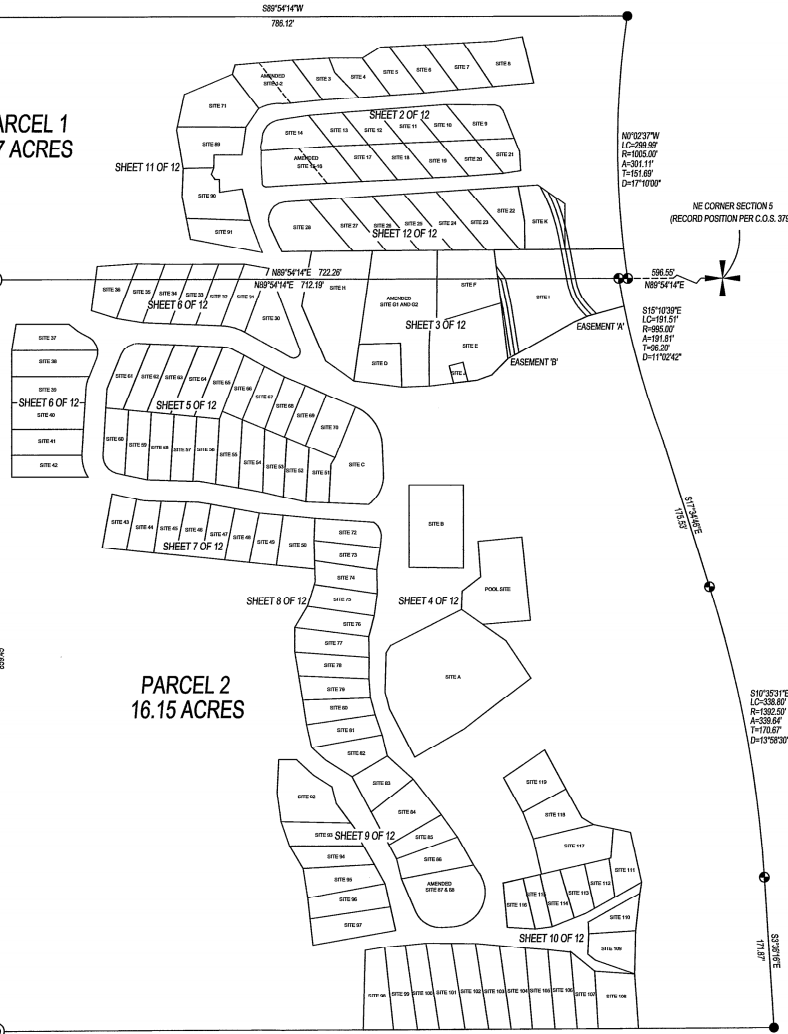 S89°54'14"W
786.12'
ARCEL 1
7 ACRES
AMENDED
SITE 3
SITE 4
SITE 5
SITE 6
SITE 7
SITE 8
SITE 71
SHEET 2 OF 12
SITE 14
SITE 13
SITE 12
SITE 11
SITE 10
SITE 9
SITE 89
SHEET 11 OF 12
AMENDED
SITE 17
SITE 18
SITE 19
SITE 20
SITE 21
SITE 90
SITE 91
SITE 28
SITE 27
SITE 25
SITE 24
SITE 23
SITE 22
SITE K
SHEET 12 OF 12
N0°02'37"W
LC=299.99'
R=1005.00'
A=301.11'
T=151.69'
D=17°10'00"
NE CORNER SECTION 5
(RECORD POSITION PER C.O.S. 379
N89°54'14"E 722.26'
N89°54'14"E 712.19'
596.55'
N89°54'14"E
SITE 36
SITE 35
SITE 34
SITE 33
SITE 30
SHEET 6 OF 12
SITE H
AMENDED
SITE G1 AND G2
SITE F
SITE I
SHEET 3 OF 12
SITE E
SITE D
SITE J
EASEMENT 'A'
EASEMENT 'B'
S15°10'39"E
LC=191.51'
R=995.00'
A=191.81'
T=96.20'
D=11°02'42"
SITE 37
SITE 38
SITE 39
SHEET 6 OF 12
SITE 40
SITE 41
SITE 42
SITE 61
SITE 62
SITE 63
SITE 64
SITE 65
SITE 66
SITE 67
SITE 68
SITE 69
SITE 70
SHEET 5 OF 12
SITE 60
SITE 59
SITE 58
SITE 57
SITE 56
SITE 55
SITE 54
SITE 53
SITE 52
SITE 51
SITE C
SITE 43
SITE 44
SITE 45
SITE 46
SITE 47
SITE 48
SITE 49
SITE 50
SHEET 7 OF 12
SITE B
S17°34'46"E
175.53'
SITE 72
SITE 73
SITE 74
SITE 75
SITE 76
SITE 77
SITE 78
SITE 79
SITE 80
SITE 81
SITE 82
SHEET 8 OF 12
SHEET 4 OF 12
POOL SITE
SITE A
PARCEL 2
16.15 ACRES
S10°35'31"E
LC=338.80'
R=1392.50'
A=339.64'
T=170.67'
D=13°58'30"
SITE 92
SITE 93
SITE 94
SITE 95
SITE 96
SITE 97
SHEET 9 OF 12
SITE 83
SITE 84
SITE 85
SITE 86
AMENDED
SITE 87 & 88
SITE 119
SITE 118
SITE 117
SITE 116
SITE 115
SITE 114
SITE 113
SITE 112
SITE 111
SITE 110
SITE 109
SHEET 10 OF 12
SITE 98
SITE 99
SITE 100
SITE 101
SITE 102
SITE 103
SITE 104
SITE 105
SITE 106
SITE 107
SITE 108
S3°36'16"E
171.87'